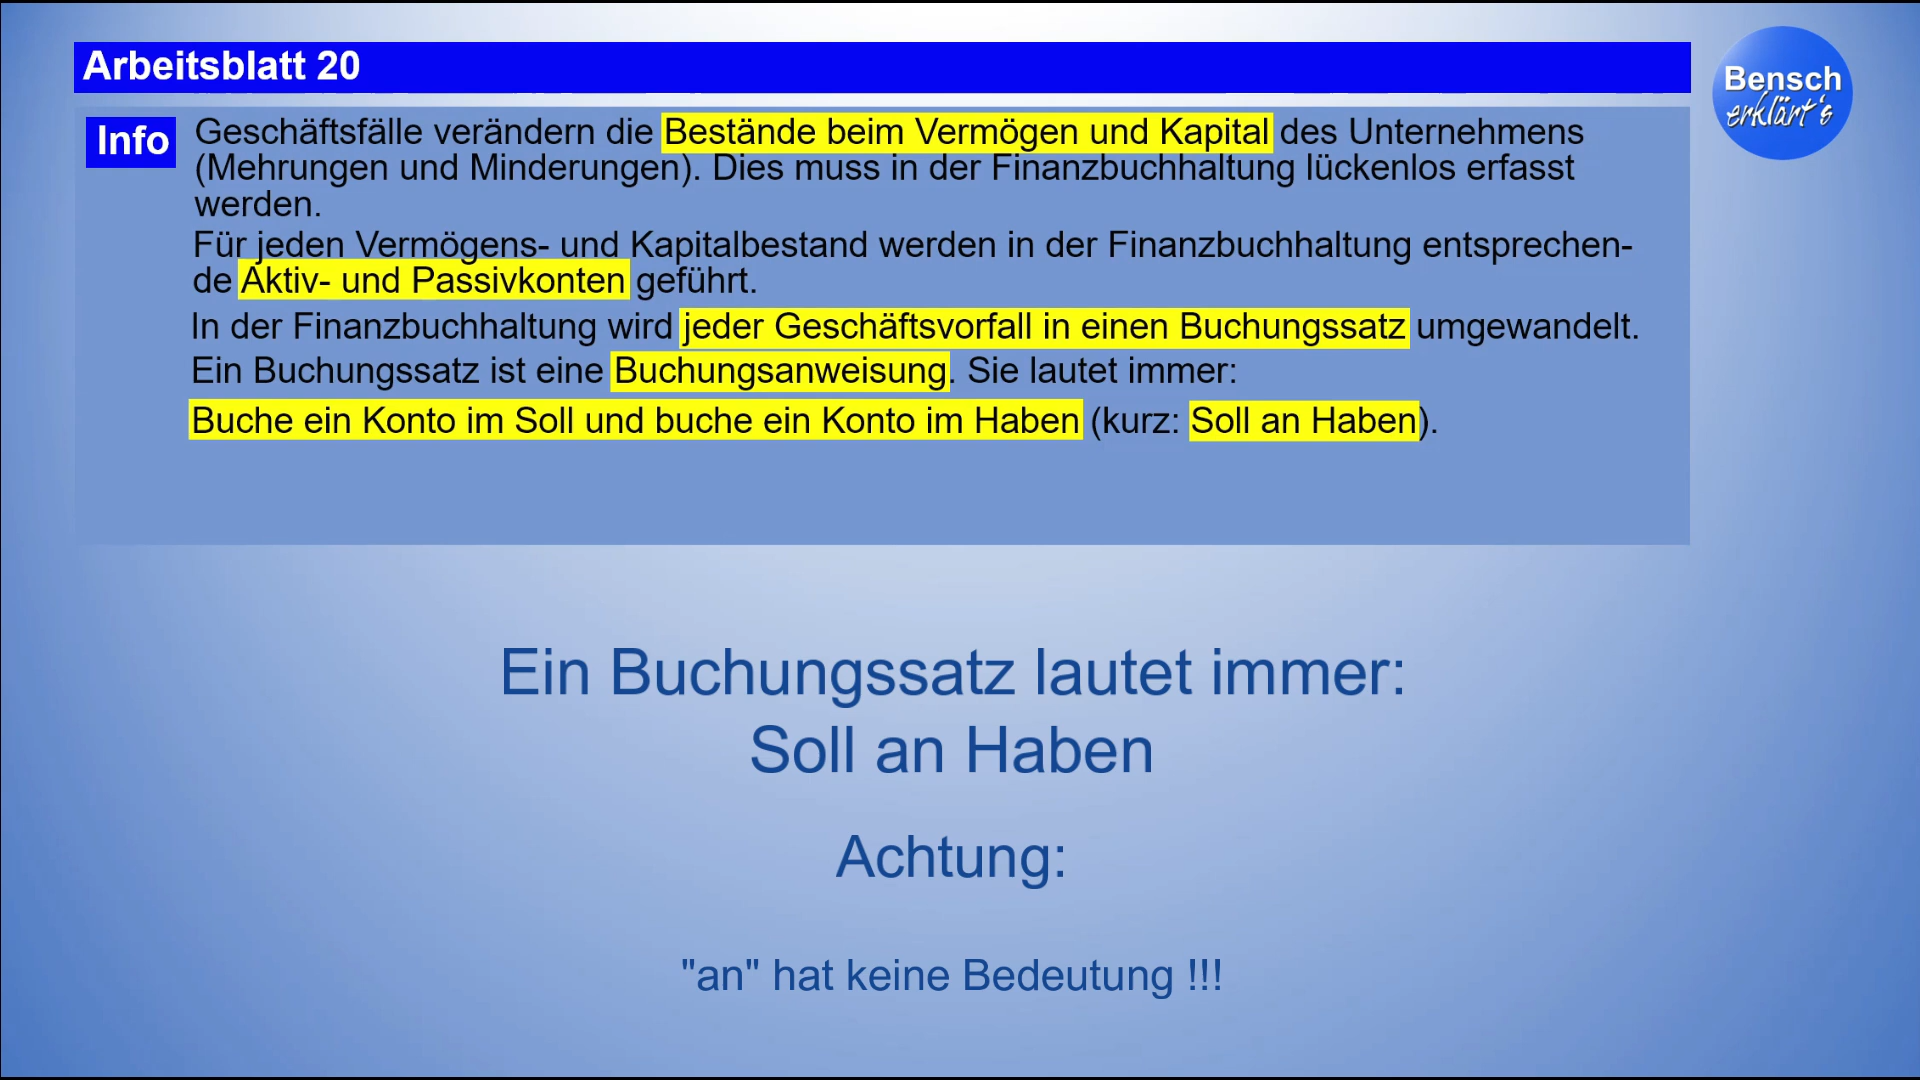 Arbeitsblatt 20
Bensch
erklärt's
Info
Geschäftsfälle verändern die Bestände beim Vermögen und Kapital des Unternehmens
(Mehrungen und Minderungen). Dies muss in der Finanzbuchhaltung lückenlos erfasst
werden.
Für jeden Vermögens- und Kapitalbestand werden in der Finanzbuchhaltung entsprechen-
de Aktiv- und Passivkonten geführt.
In der Finanzbuchhaltung wird jeder Geschäftsvorfall in einen Buchungssatz umgewandelt.
Ein Buchungssatz ist eine Buchungsanweisung. Sie lautet immer:
Buche ein Konto im Soll und buche ein Konto im Haben (kurz: Soll an Haben).
Ein Buchungssatz lautet immer:
Soll an Haben
Achtung:
"an" hat keine Bedeutung !!!